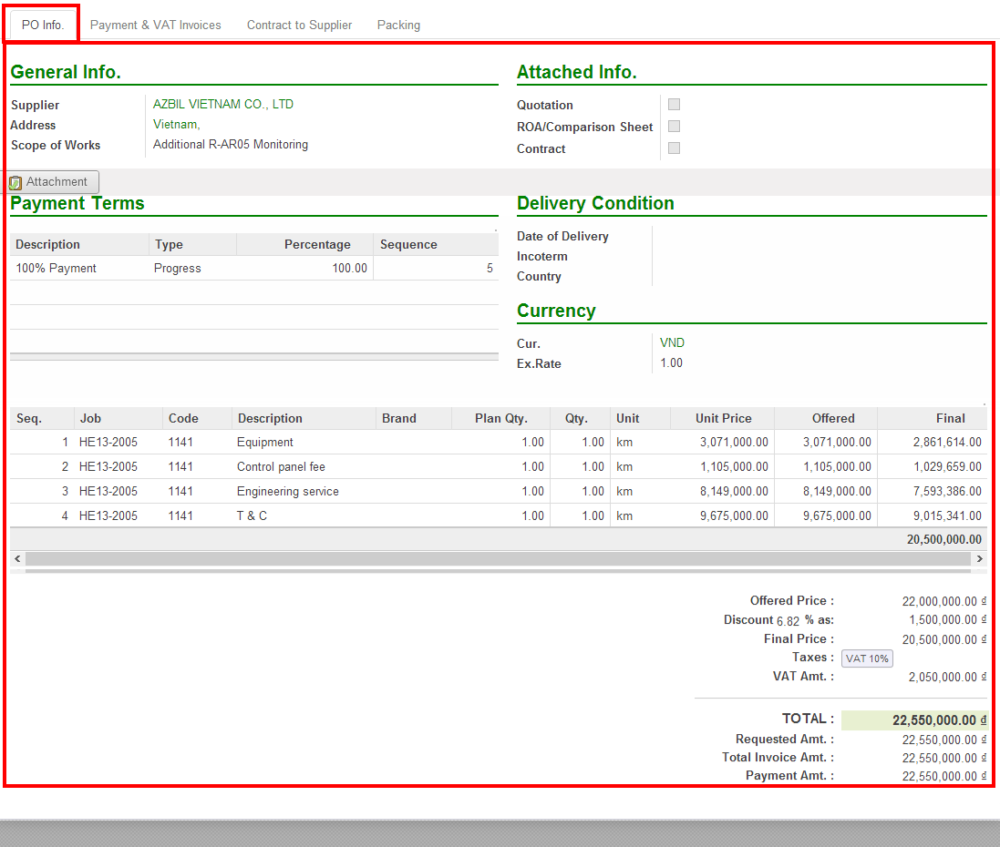 PO Info. Payment & VAT Invoices Contract to Supplier Packing
General Info.
Supplier AZBIL VIETNAM CO., LTD
Address Vietnam,
Scope of Works Additional R-AR05 Monitoring
Attached Info.
Quotation
ROA/Comparison Sheet
Contract
Attachment
Payment Terms
Description Type Percentage Sequence
100% Payment Progress 100.00 5
Delivery Condition
Date of Delivery
Incoterm
Country
Currency
Cur. VND
Ex.Rate 1.00
Seq. Job Code Description Brand Plan Qty. Qty. Unit Unit Price Offered Final
1 HE13-2005 1141 Equipment 1.00 1.00 km 3,071,000.00 3,071,000.00 2,861,614.00
2 HE13-2005 1141 Control panel fee 1.00 1.00 km 1,105,000.00 1,105,000.00 1,029,659.00
3 HE13-2005 1141 Engineering service 1.00 1.00 km 8,149,000.00 8,149,000.00 7,593,386.00
4 HE13-2005 1141 T & C 1.00 1.00 km 9,675,000.00 9,675,000.00 9,015,341.00
20,500,000.00
Offered Price : 22,000,000.00 ₫
Discount 6.82 % as: 1,500,000.00 ₫
Final Price : 20,500,000.00 ₫
Taxes : VAT 10%
VAT Amt. : 2,050,000.00 ₫
TOTAL : 22,550,000.00 ₫
Requested Amt. : 22,550,000.00 ₫
Total Invoice Amt. : 22,550,000.00 ₫
Payment Amt. : 22,550,000.00 ₫